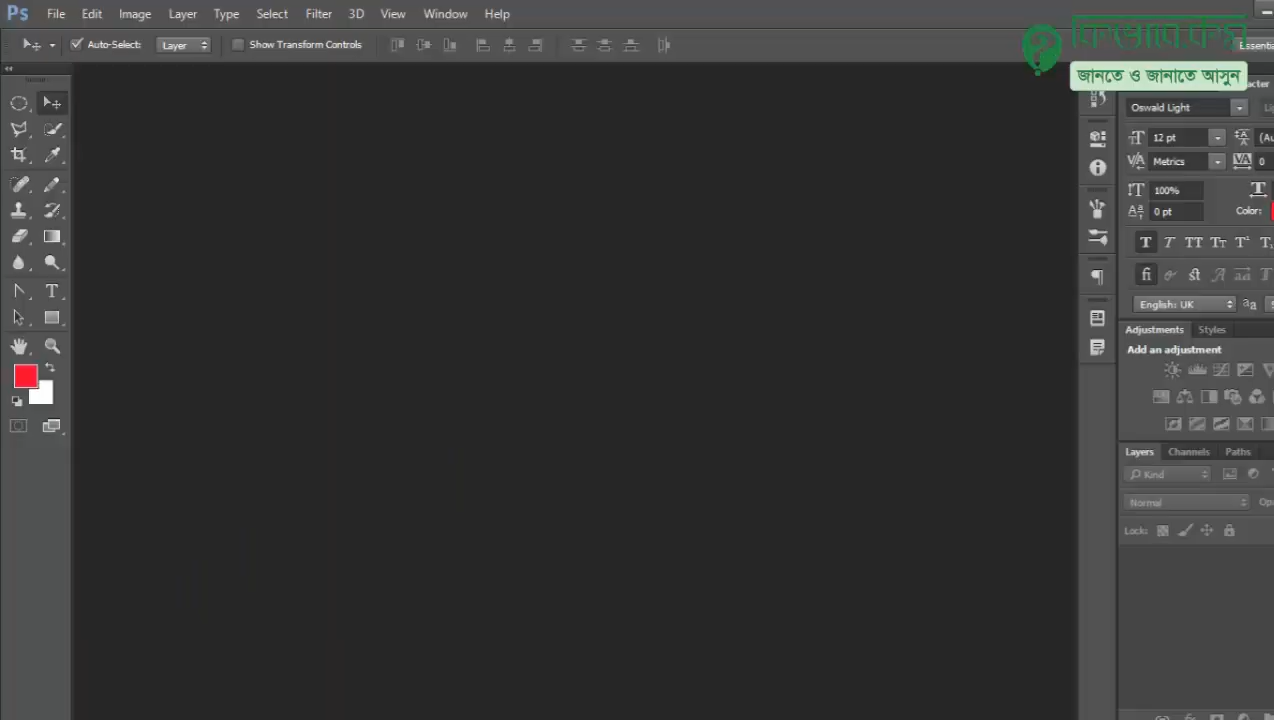 Ps File Edit Image Layer Type Select Filter 3D View Window Help
Auto-Select: Layer Show Transform Controls
কিভাবে.কম
জানতে ও জানাতে আসুন
Oswald Light
12 pt
Metrics 0
100%
0 pt Color:
English: UK
Adjustments Styles
Add an adjustment
Layers Channels Paths
Kind
Normal
Lock: